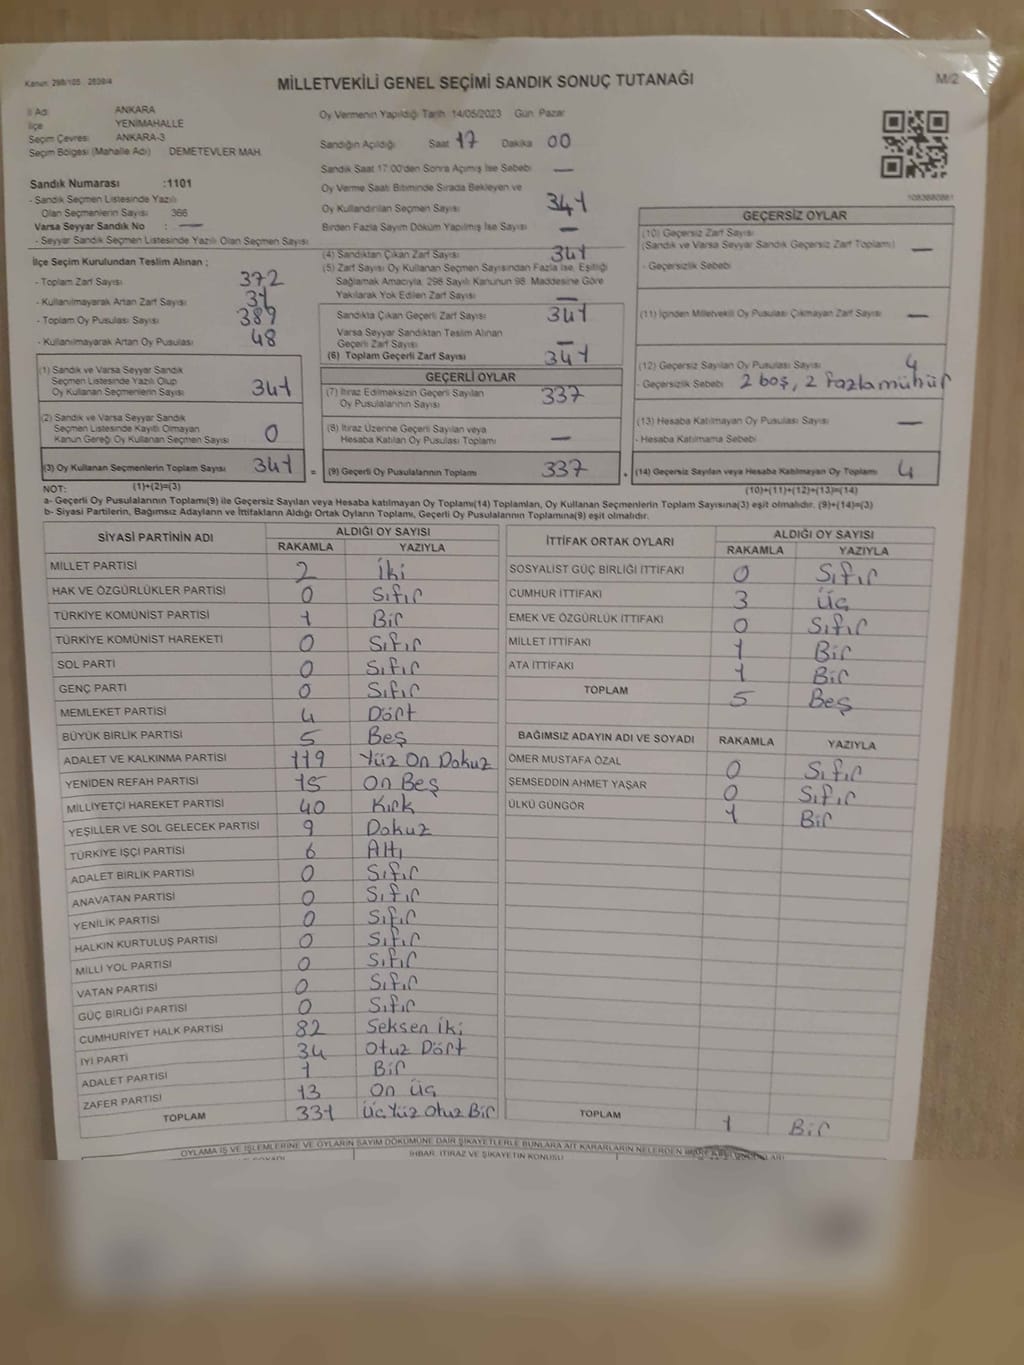 Kanun: 298/105 2839/4
MİLLETVEKİLİ GENEL SEÇİMİ SANDIK SONUÇ TUTANAĞI
M/2
İl Adı ANKARA
İlçe YENİMAHALLE
Seçim Çevresi ANKARA-3
Seçim Bölgesi (Mahalle Adı) DEMETEVLER MAH.
Oy Vermenin Yapıldığı Tarih: 14/05/2023 Gün: Pazar
Sandığın Açıldığı Saat 17 Dakika 00
Sandık Saat 17:00'den Sonra Açımış İse Sebebi —
Oy Verme Saati Bitiminde Sırada Bekleyen ve
Oy Kullandırılan Seçmen Sayısı 341
Birden Fazla Sayım Döküm Yapılmış İse Sayısı —
Sandık Numarası :1101
- Sandık Seçmen Listesinde Yazılı
Olan Seçmenlerin Sayısı 366
Varsa Seyyar Sandık No : —
- Seyyar Sandık Seçmen Listesinde Yazılı Olan Seçmen Sayısı
İlçe Seçim Kurulundan Teslim Alınan ;
- Toplam Zarf Sayısı 372
- Kullanılmayarak Artan Zarf Sayısı 31
- Toplam Oy Pusulası Sayısı 389
- Kullanılmayarak Artan Oy Pusulası 48
(4) Sandıktan Çıkan Zarf Sayısı 341
(5) Zarf Sayısı Oy Kullanan Seçmen Sayısından Fazla İse, Eşitliği
Sağlamak Amacıyla, 298 Sayılı Kanunun 98. Maddesine Göre
Yakılarak Yok Edilen Zarf Sayısı —
Sandıkta Çıkan Geçerli Zarf Sayısı 341
Varsa Seyyar Sandıktan Teslim Alınan
Geçerli Zarf Sayısı —
(6) Toplam Geçerli Zarf Sayısı 341
GEÇERSİZ OYLAR
(10) Geçersiz Zarf Sayısı
(Sandık ve Varsa Seyyar Sandık Geçersiz Zarf Toplamı) —
- Geçersizlik Sebebi
(11) İçinden Milletvekili Oy Pusulası Çıkmayan Zarf Sayısı —
(12) Geçersiz Sayılan Oy Pusulası Sayısı 4
- Geçersizlik Sebebi 2 boş, 2 fazla mühür
(13) Hesaba Katılmayan Oy Pusulası Sayısı —
- Hesaba Katılmama Sebebi
(14) Geçersiz Sayılan veya Hesaba Katılmayan Oy Toplamı 4
(10)+(11)+(12)+(13)=(14)
(1) Sandık ve Varsa Seyyar Sandık
Seçmen Listesinde Yazılı Olup
Oy Kullanan Seçmenlerin Sayısı 341
(2) Sandık ve Varsa Seyyar Sandık
Seçmen Listesinde Kayıtlı Olmayan
Kanun Gereği Oy Kullanan Seçmen Sayısı 0
(3) Oy Kullanan Seçmenlerin Toplam Sayısı 341 =
(1)+(2)=(3)
GEÇERLİ OYLAR
(7) İtiraz Edilmeksizin Geçerli Sayılan
Oy Pusulalarının Sayısı 337
(8) İtiraz Üzerine Geçerli Sayılan veya
Hesaba Katılan Oy Pusulası Toplamı —
(9) Geçerli Oy Pusulalarının Toplamı 337 +
NOT:
a- Geçerli Oy Pusulalarının Toplamı(9) ile Geçersiz Sayılan veya Hesaba katılmayan Oy Toplamı(14) Toplamları, Oy Kullanan Seçmenlerin Toplam Sayısına(3) eşit olmalıdır. (9)+(14)=(3)
b- Siyasi Partilerin, Bağımsız Adayların ve İttifakların Aldığı Ortak Oyların Toplamı, Geçerli Oy Pusulalarının Toplamına(9) eşit olmalıdır.
SİYASİ PARTİNİN ADI ALDIĞI OY SAYISI
RAKAMLA YAZIYLA
MİLLET PARTİSİ 2 İki
HAK VE ÖZGÜRLÜKLER PARTİSİ 0 Sıfır
TÜRKİYE KOMÜNİST PARTİSİ 1 Bir
TÜRKİYE KOMÜNİST HAREKETİ 0 Sıfır
SOL PARTİ 0 Sıfır
GENÇ PARTİ 0 Sıfır
MEMLEKET PARTİSİ 4 Dört
BÜYÜK BİRLİK PARTİSİ 5 Beş
ADALET VE KALKINMA PARTİSİ 119 Yüz On Dokuz
YENİDEN REFAH PARTİSİ 15 On Beş
MİLLİYETÇİ HAREKET PARTİSİ 40 Kırk
YEŞİLLER VE SOL GELECEK PARTİSİ 9 Dokuz
TÜRKİYE İŞÇİ PARTİSİ 6 Altı
ADALET BİRLİK PARTİSİ 0 Sıfır
ANAVATAN PARTİSİ 0 Sıfır
YENİLİK PARTİSİ 0 Sıfır
HALKIN KURTULUŞ PARTİSİ 0 Sıfır
MİLLİ YOL PARTİSİ 0 Sıfır
VATAN PARTİSİ 0 Sıfır
GÜÇ BİRLİĞİ PARTİSİ 0 Sıfır
CUMHURİYET HALK PARTİSİ 82 Seksen İki
İYİ PARTİ 34 Otuz Dört
ADALET PARTİSİ 1 Bir
ZAFER PARTİSİ 13 On üç
TOPLAM 331 Üç Yüz Otuz Bir
İTTİFAK ORTAK OYLARI ALDIĞI OY SAYISI
RAKAMLA YAZIYLA
SOSYALİST GÜÇ BİRLİĞİ İTTİFAKI 0 Sıfır
CUMHUR İTTİFAKI 3 Üç
EMEK VE ÖZGÜRLÜK İTTİFAKI 0 Sıfır
MİLLET İTTİFAKI 1 Bir
ATA İTTİFAKI 1 Bir
TOPLAM 5 Beş
BAĞIMSIZ ADAYIN ADI VE SOYADI RAKAMLA YAZIYLA
ÖMER MUSTAFA ÖZAL 0 Sıfır
ŞEMSEDDİN AHMET YAŞAR 0 Sıfır
ÜLKÜ GÜNGÖR 1 Bir
TOPLAM 1 Bir
OYLAMA İŞ VE İŞLEMLERİNE VE OYLARIN SAYIM DÖKÜMÜNE DAİR ŞİKAYETLERLE BUNLARA AİT KARARLARIN NELERDEN
İHBAR, İTİRAZ VE ŞİKAYETİN KONUSU